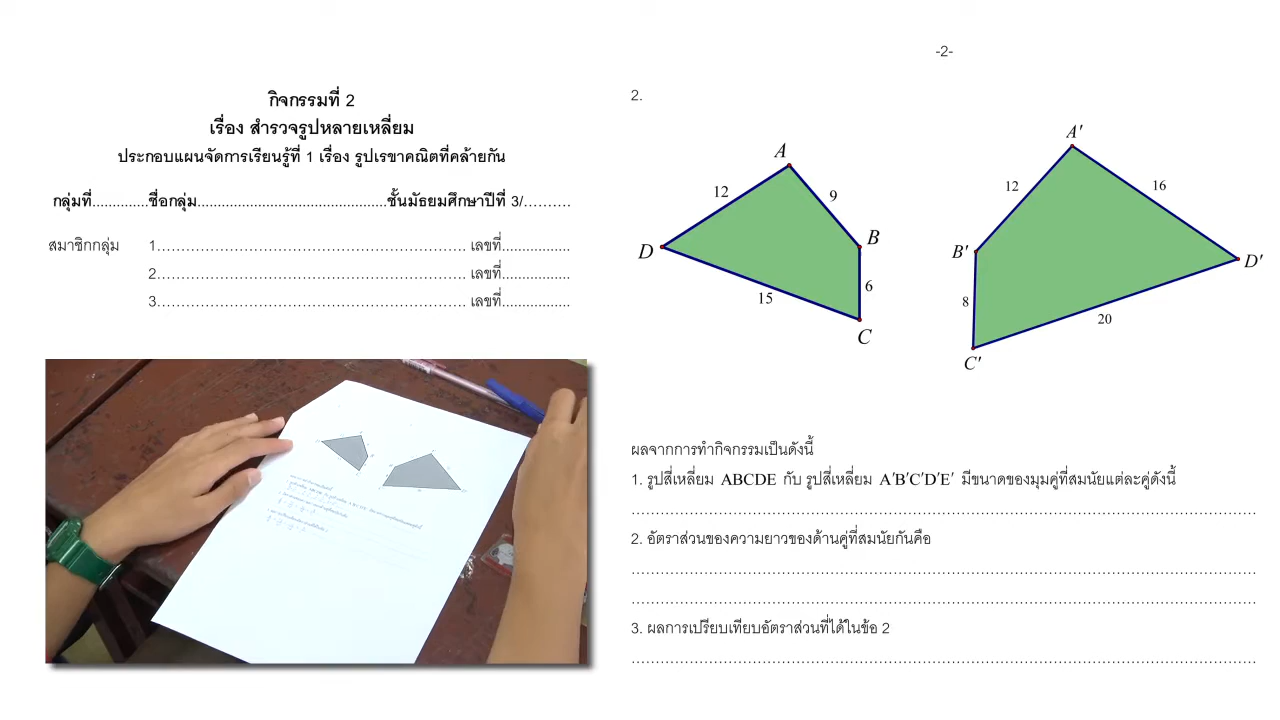 กิจกรรมที่ 2
เรื่อง สำรวจรูปหลายเหลี่ยม
ประกอบแผนจัดการเรียนรู้ที่ 1 เรื่อง รูปเรขาคณิตที่คล้ายกัน
กลุ่มที่..............ชื่อกลุ่ม...............................................ชั้นมัธยมศึกษาปีที่ 3/.........
สมาชิกกลุ่ม 1............................................................... เลขที่.................
2............................................................... เลขที่.................
3............................................................... เลขที่.................
-2-
2.
A
12
9
D
B
6
15
C
A'
12
16
B'
D'
8
20
C'
ผลจากการทำกิจกรรมเป็นดังนี้
1. รูปสี่เหลี่ยม ABCDE กับ รูปสี่เหลี่ยม A'B'C'D'E' มีขนาดของมุมคู่ที่สมนัยแต่ละคู่ดังนี้
2. อัตราส่วนของความยาวของด้านคู่ที่สมนัยกันคือ
3. ผลการเปรียบเทียบอัตราส่วนที่ได้ในข้อ 2